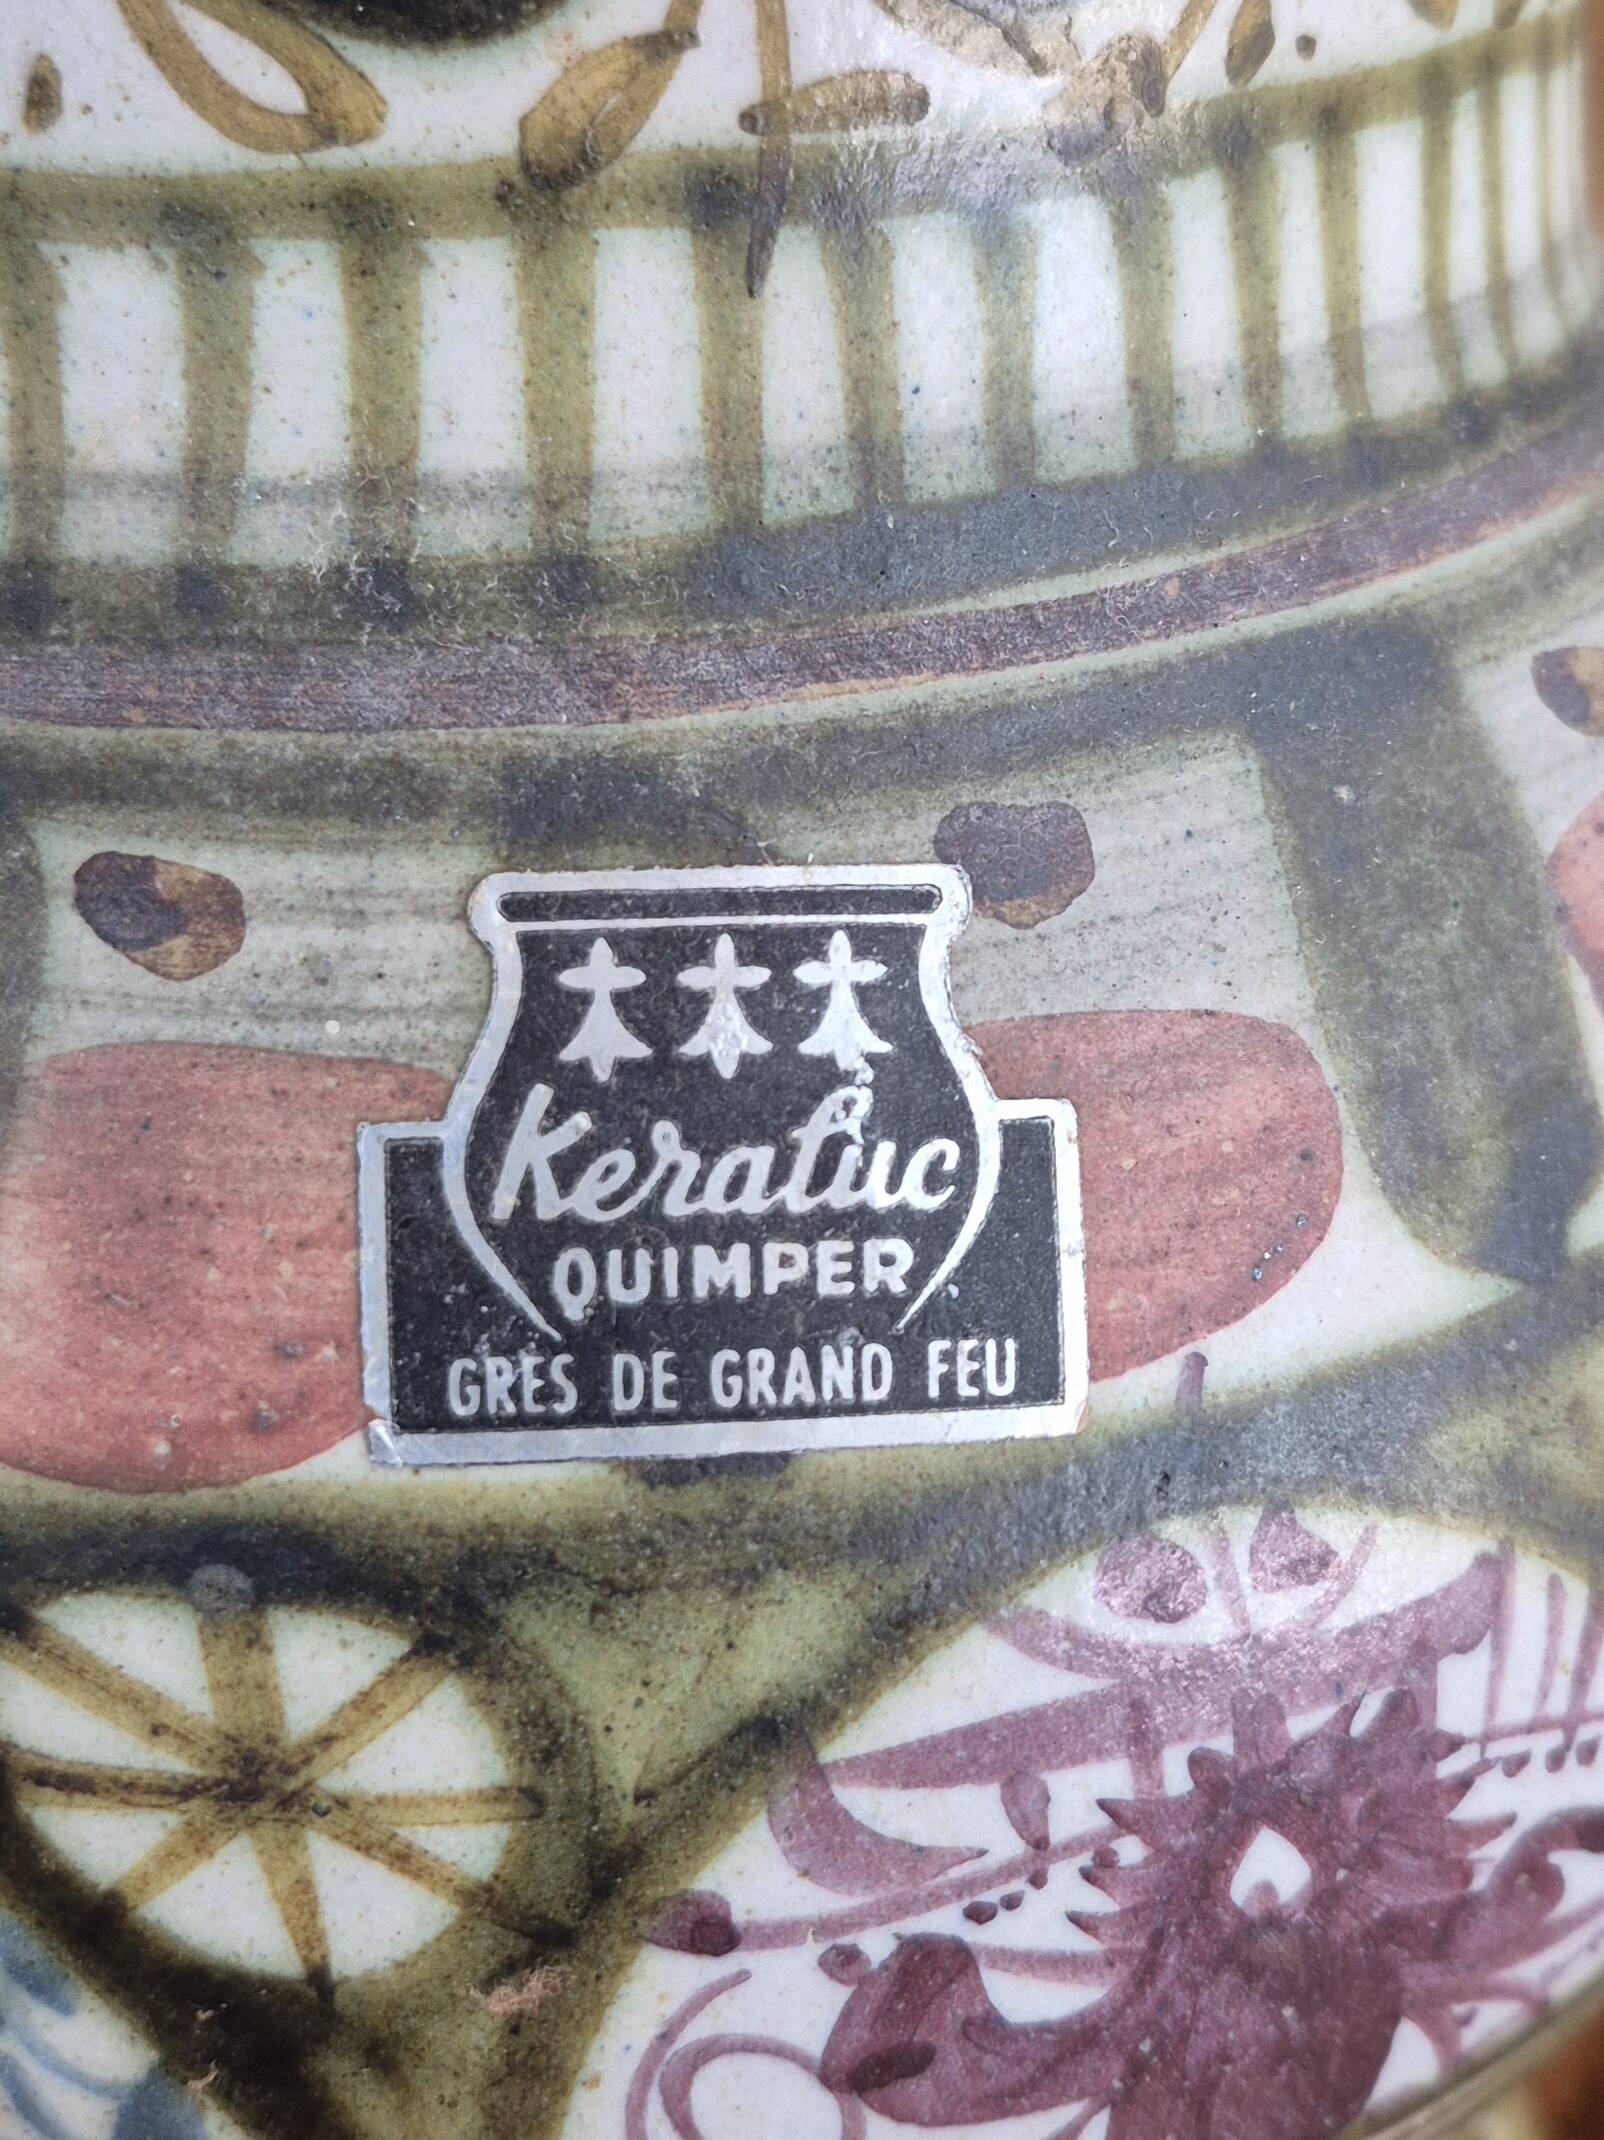 Keraluc
QUIMPER
GRES DE GRAND FEU